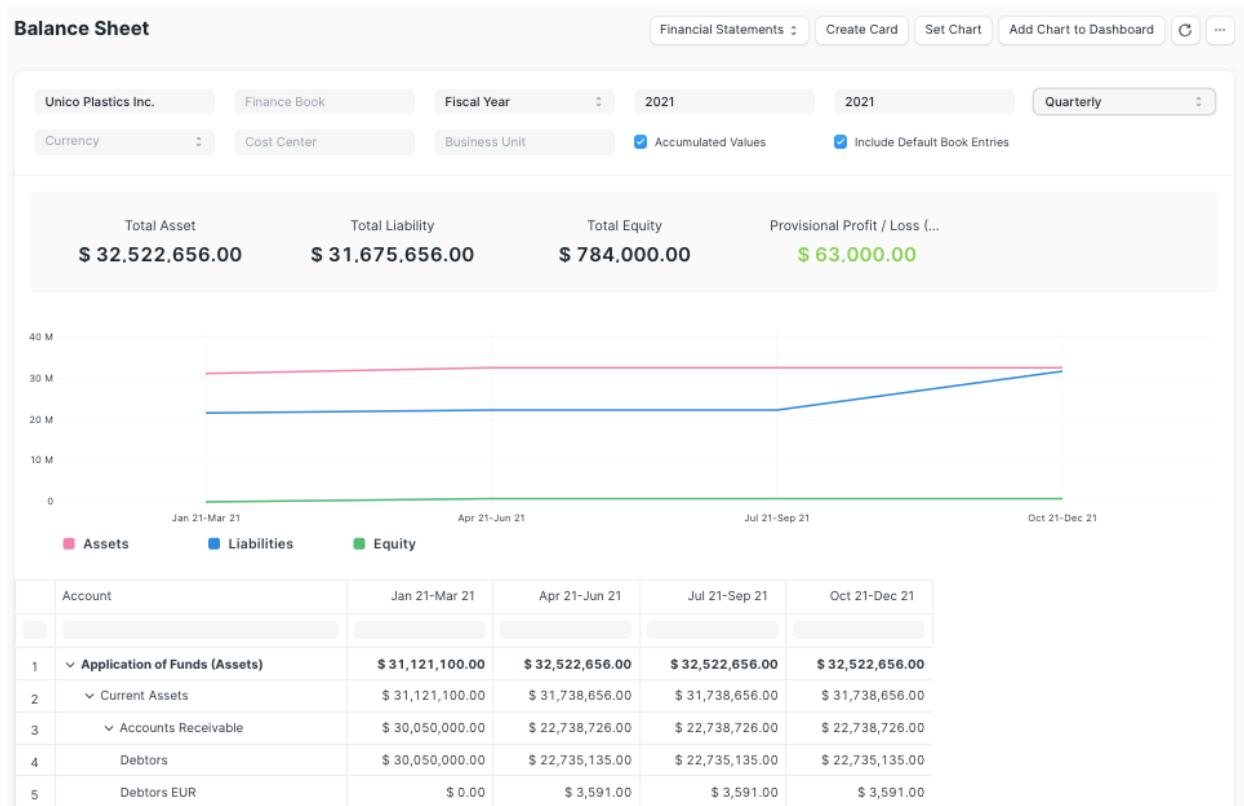 Balance Sheet
Financial Statements Create Card Set Chart Add Chart to Dashboard ...
Unico Plastics Inc. Finance Book Fiscal Year 2021 2021 Quarterly
Currency Cost Center Business Unit Accumulated Values Include Default Book Entries
Total Asset Total Liability Total Equity Provisional Profit / Loss (...
$ 32,522,656.00 $ 31,675,656.00 $ 784,000.00 $ 63,000.00
40 M
30 M
20 M
10 M
0
Jan 21-Mar 21 Apr 21-Jun 21 Jul 21-Sep 21 Oct 21-Dec 21
Assets Liabilities Equity
Account Jan 21-Mar 21 Apr 21-Jun 21 Jul 21-Sep 21 Oct 21-Dec 21
1 Application of Funds (Assets) $ 31,121,100.00 $ 32,522,656.00 $ 32,522,656.00 $ 32,522,656.00
2 Current Assets $ 31,121,100.00 $ 31,738,656.00 $ 31,738,656.00 $ 31,738,656.00
3 Accounts Receivable $ 30,050,000.00 $ 22,738,726.00 $ 22,738,726.00 $ 22,738,726.00
4 Debtors $ 30,050,000.00 $ 22,735,135.00 $ 22,735,135.00 $ 22,735,135.00
5 Debtors EUR $ 0.00 $ 3,591.00 $ 3,591.00 $ 3,591.00